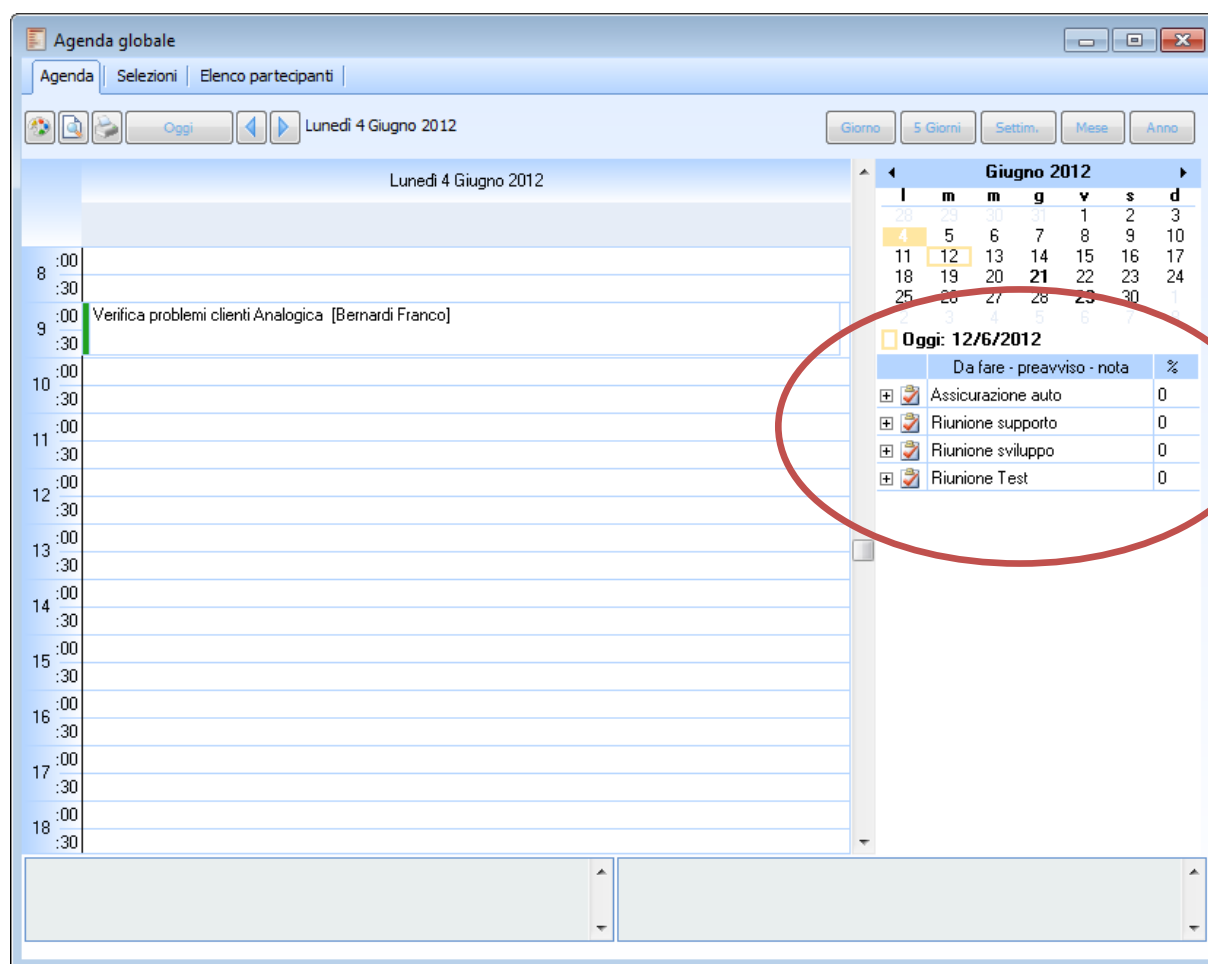 Agenda globale
Agenda Selezioni Elenco partecipanti
Oggi Lunedì 4 Giugno 2012 Giorno 5 Giorni Settim. Mese Anno
Lunedì 4 Giugno 2012
8 :00
:30
9 :00 Verifica problemi clienti Analogica [Bernardi Franco]
:30
10 :00
:30
11 :00
:30
12 :00
:30
13 :00
:30
14 :00
:30
15 :00
:30
16 :00
:30
17 :00
:30
18 :00
:30
Giugno 2012
l m m g v s d
28 29 30 31 1 2 3
4 5 6 7 8 9 10
11 12 13 14 15 16 17
18 19 20 21 22 23 24
25 26 27 28 29 30 1
2 3 4 5 6 7 8
Oggi: 12/6/2012
Da fare - preavviso - nota %
Assicurazione auto 0
Riunione supporto 0
Riunione sviluppo 0
Riunione Test 0